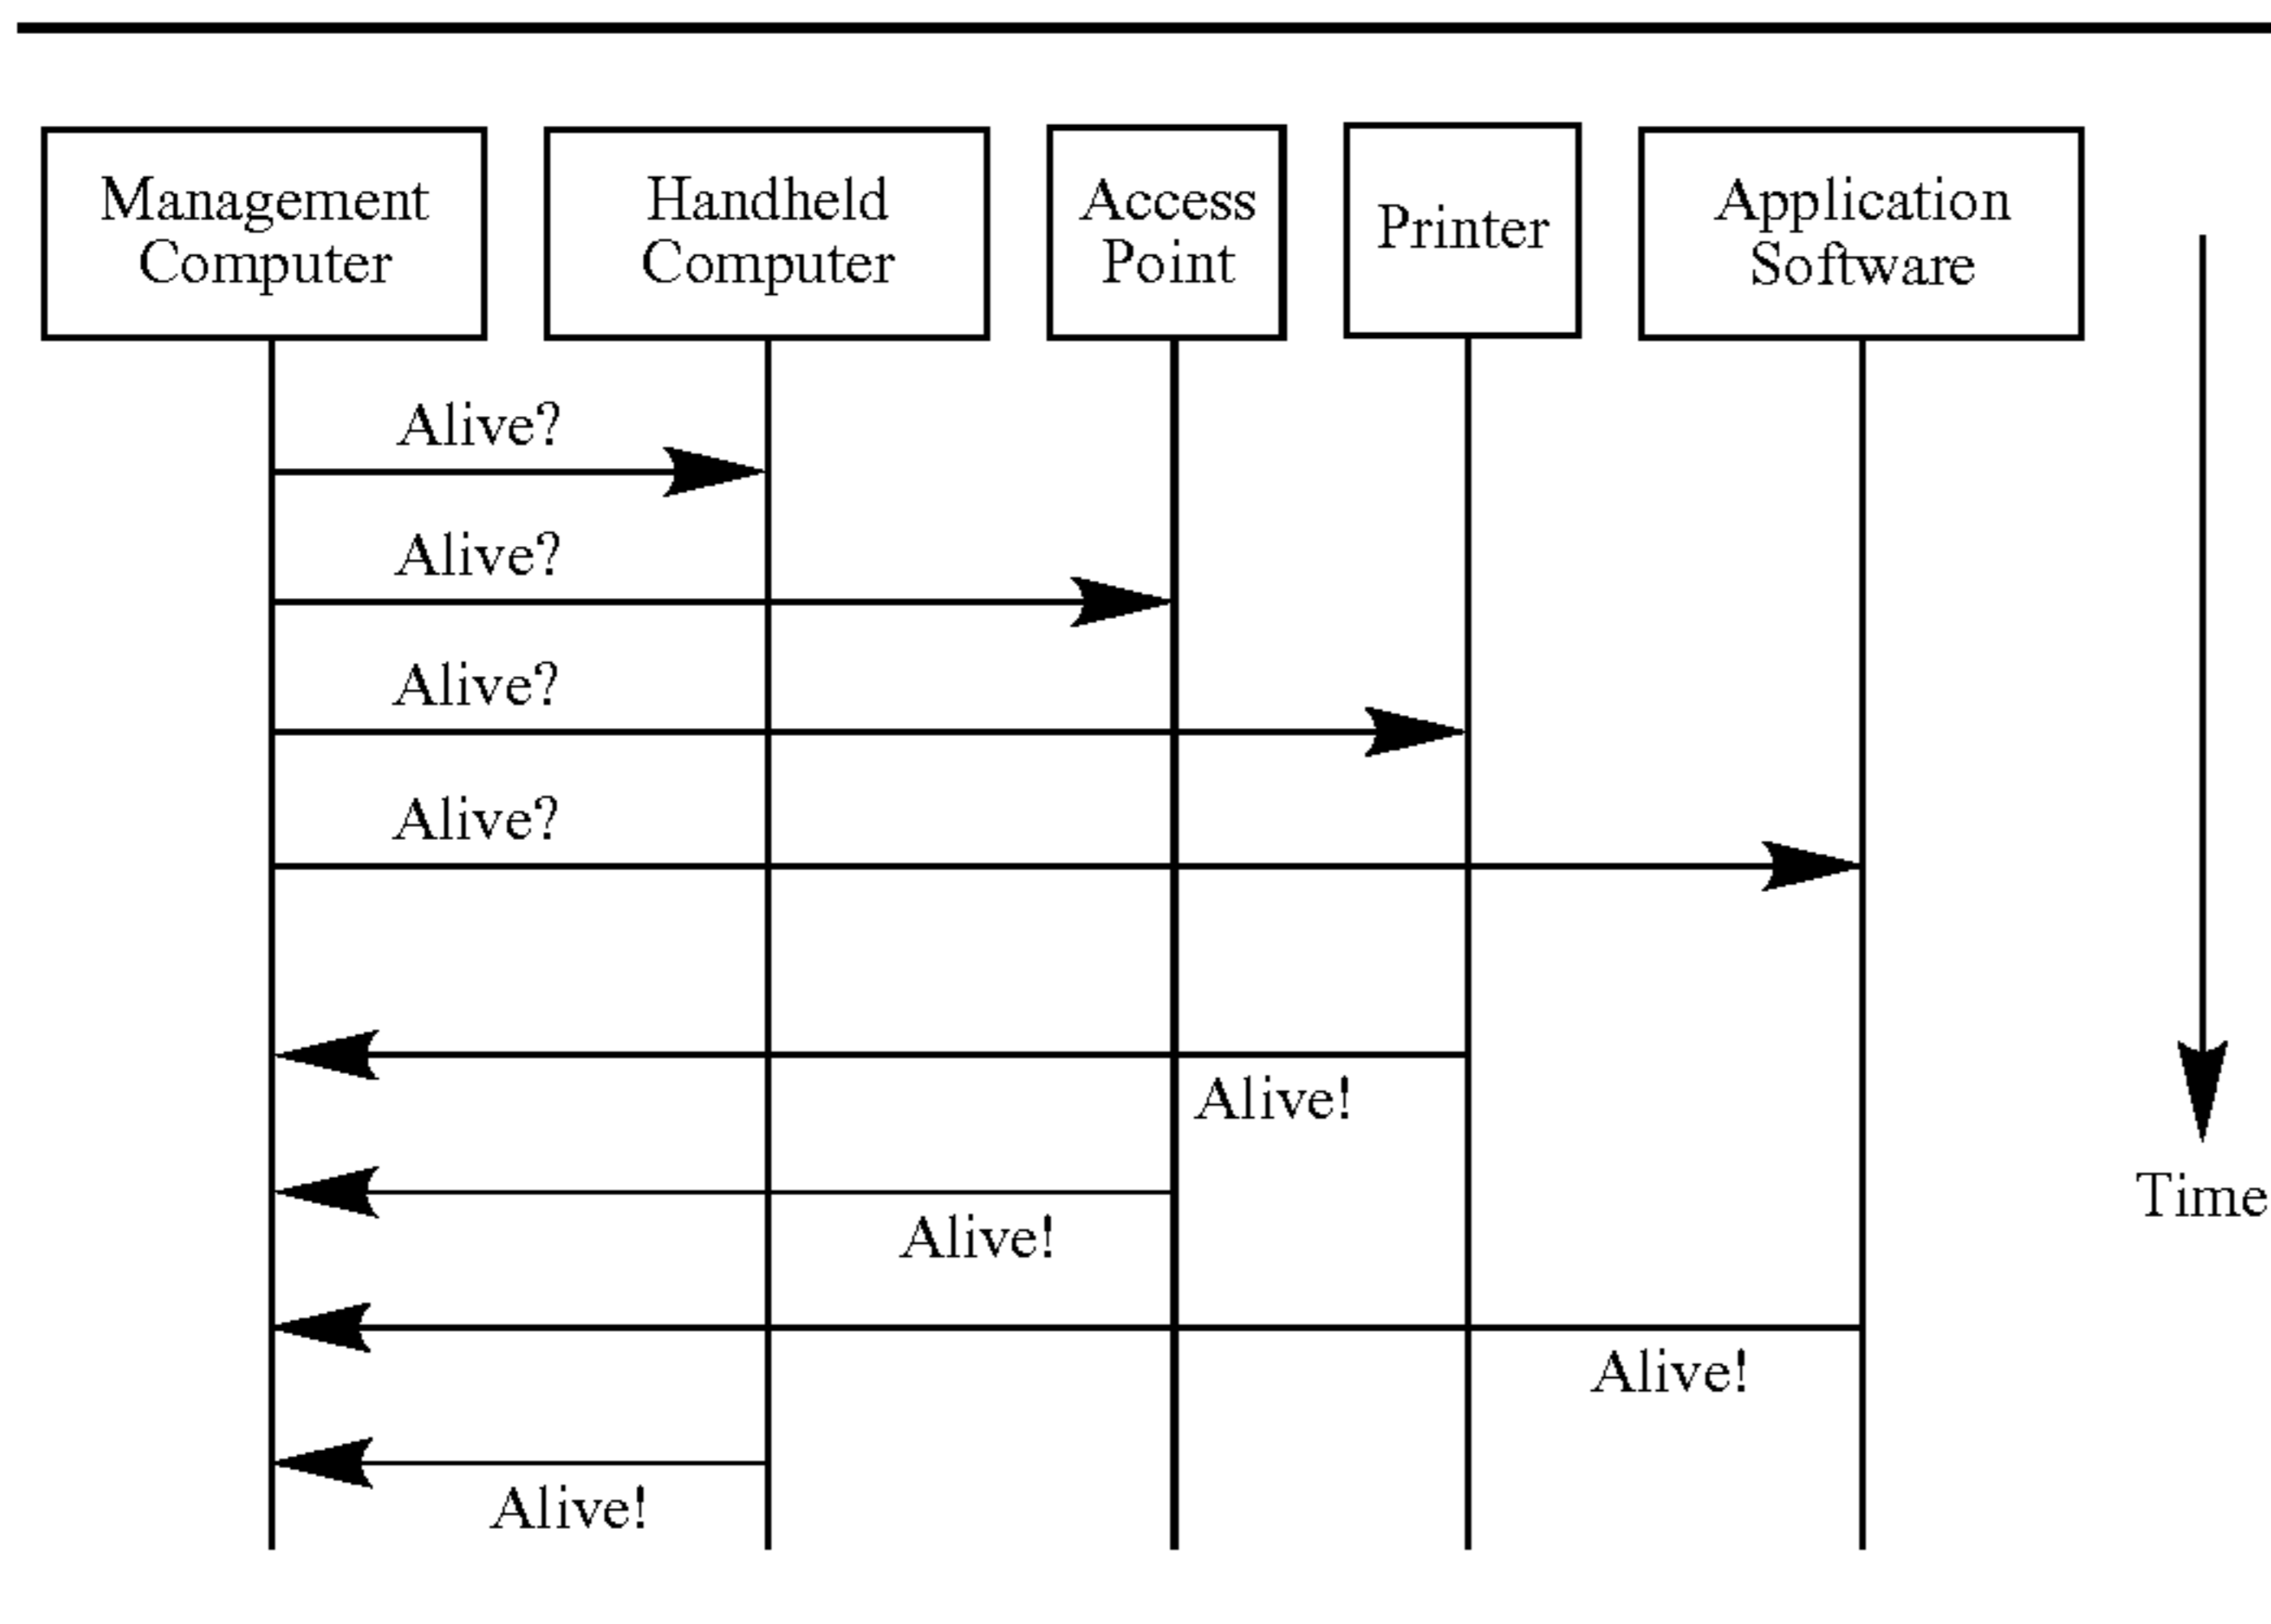 Management
Computer
Handheld
Computer
Access
Point
Printer
Application
Software
Alive?
Alive?
Alive?
Alive?
Alive!
Alive!
Time
Alive!
Alive!